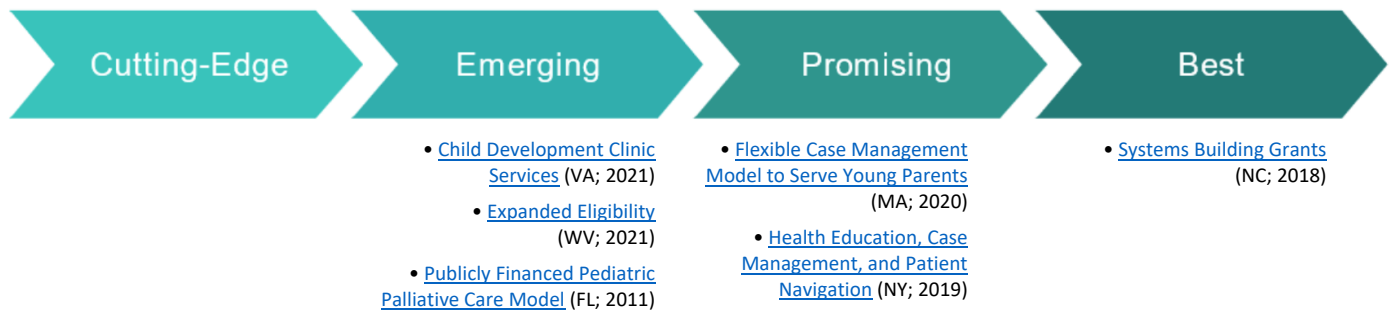 Cutting-Edge
Emerging
Promising
Best
• Child Development Clinic
Services (VA; 2021)
• Expanded Eligibility
(WV; 2021)
• Publicly Financed Pediatric
Palliative Care Model (FL; 2011)
• Flexible Case Management
Model to Serve Young Parents
(MA; 2020)
• Health Education, Case
Management, and Patient
Navigation (NY; 2019)
• Systems Building Grants
(NC; 2018)